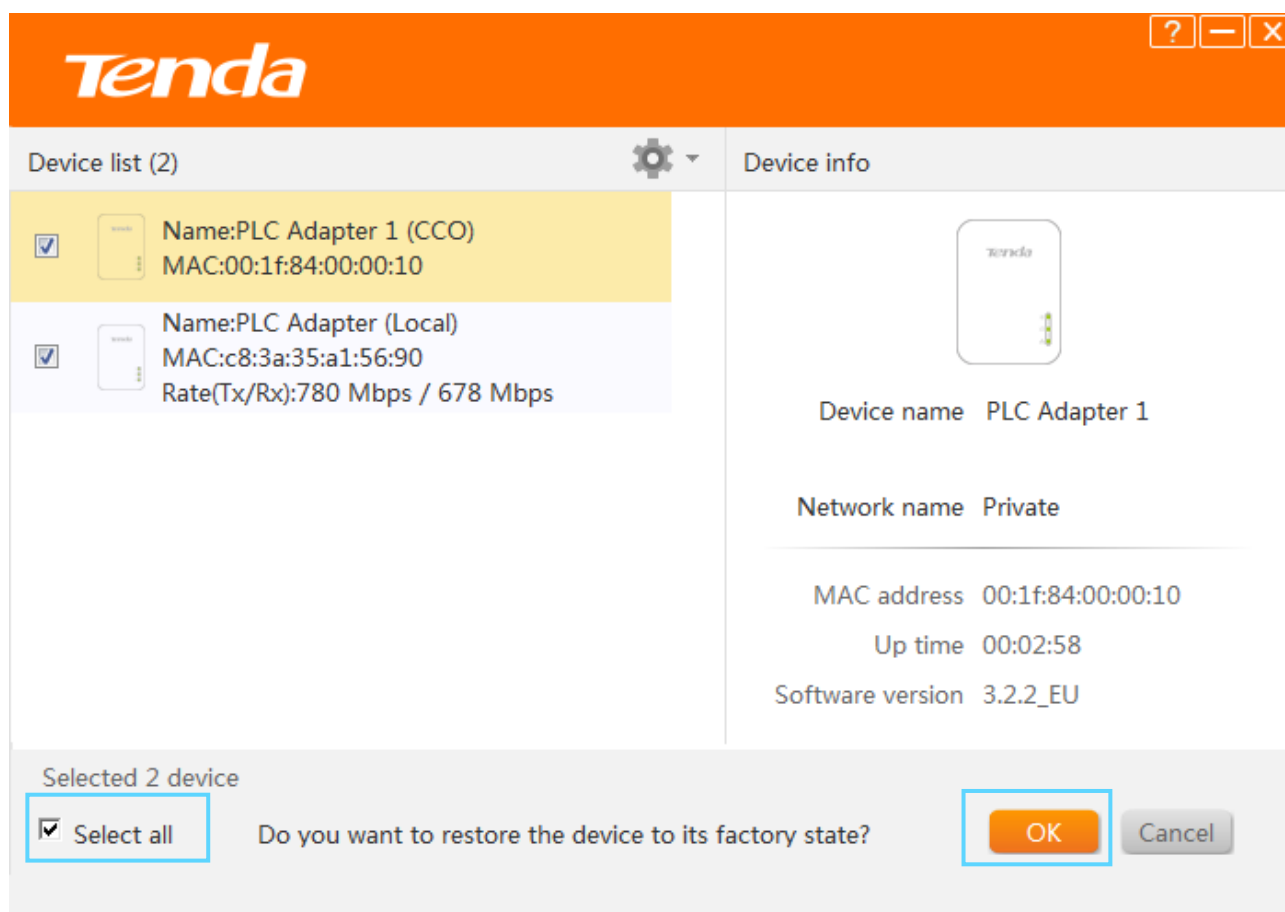 ?
Tenda
Device list (2)
Device info
Name:PLC Adapter 1 (CCO)
MAC:00:1f:84:00:00:10
Name:PLC Adapter (Local)
MAC:c8:3a:35:a1:56:90
Rate(Tx/Rx):780 Mbps / 678 Mbps
Tenda
Device name PLC Adapter 1
Network name Private
MAC address 00:1f:84:00:00:10
Up time 00:02:58
Software version 3.2.2_EU
Selected 2 device
Select all Do you want to restore the device to its factory state? OK Cancel